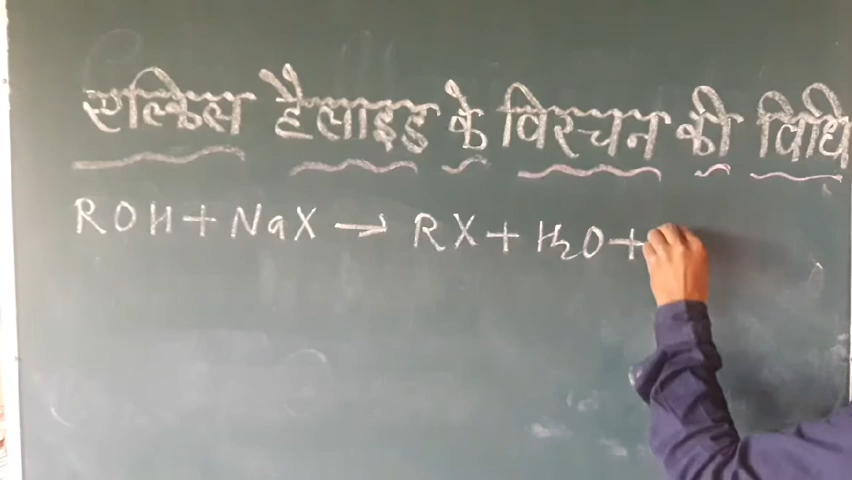 एल्किल हैलाइड के विरचन की विधि
ROH + NaX → RX + H₂O +